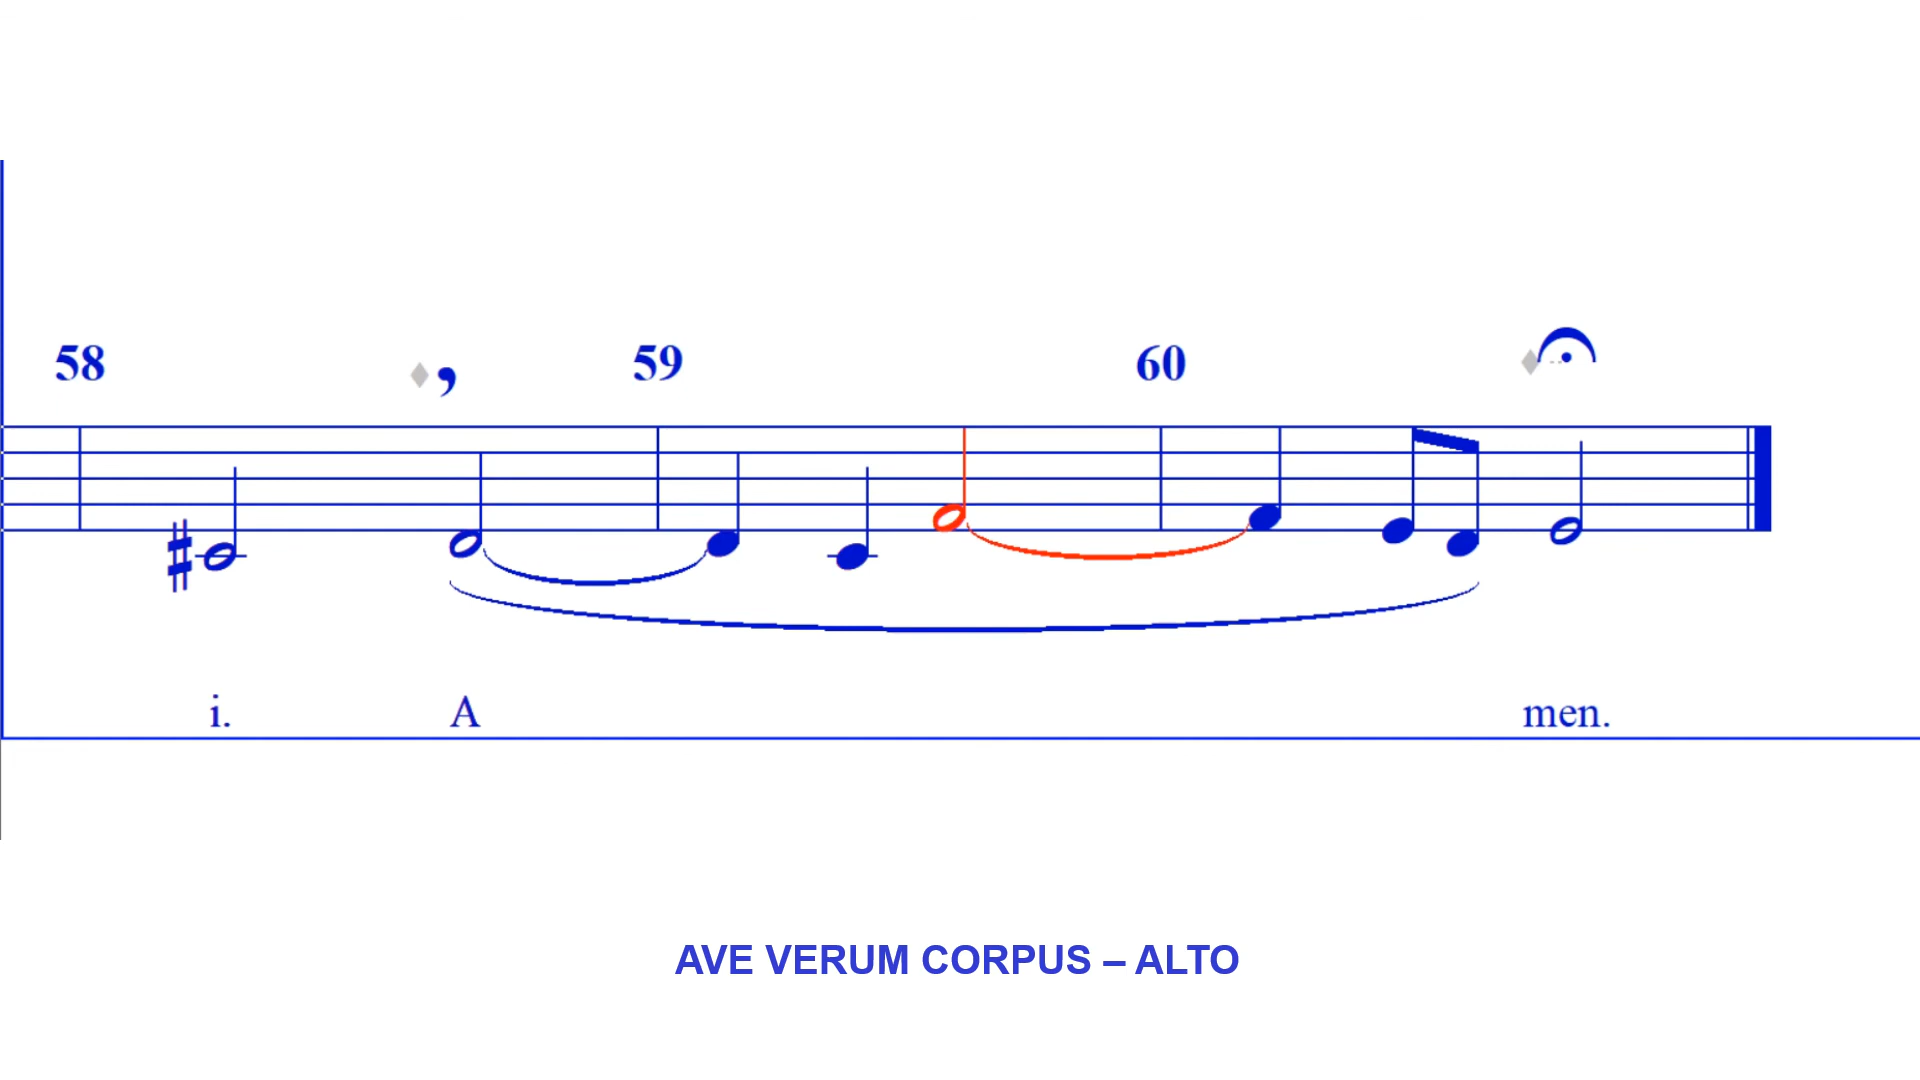 58 59 60
i. A men.
AVE VERUM CORPUS – ALTO